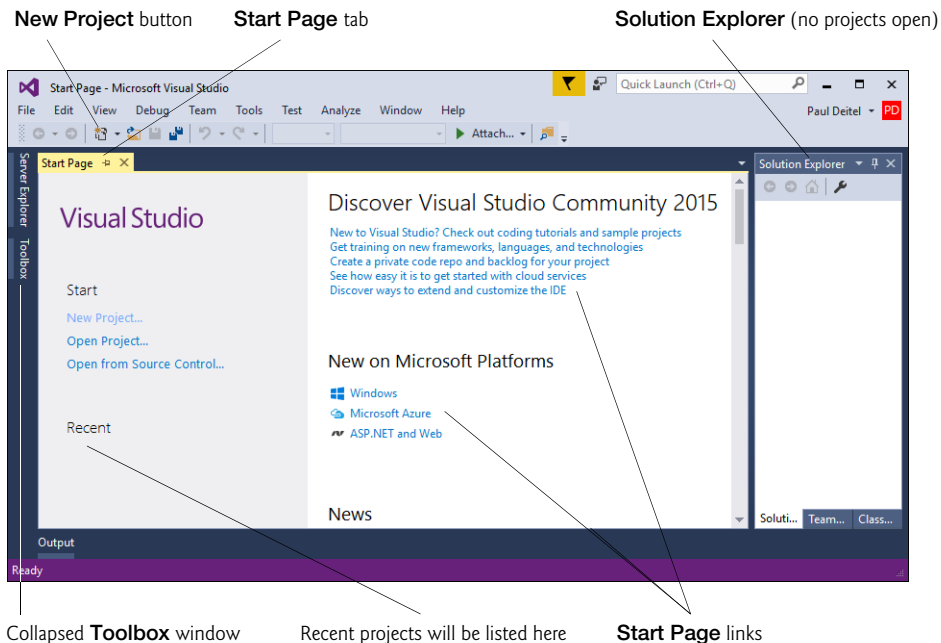 New Project button
Start Page tab
Solution Explorer (no projects open)
Start Page - Microsoft Visual Studio
Quick Launch (Ctrl+Q)
File Edit View Debug Team Tools Test Analyze Window Help
Paul Deitel PD
Attach...
Server Explorer
Toolbox
Start Page
Solution Explorer
Visual Studio
Start
New Project...
Open Project...
Open from Source Control...
Recent
Discover Visual Studio Community 2015
New to Visual Studio? Check out coding tutorials and sample projects
Get training on new frameworks, languages, and technologies
Create a private code repo and backlog for your project
See how easy it is to get started with cloud services
Discover ways to extend and customize the IDE
New on Microsoft Platforms
Windows
Microsoft Azure
ASP.NET and Web
News
Soluti... Team... Class...
Output
Ready
Collapsed Toolbox window
Recent projects will be listed here
Start Page links